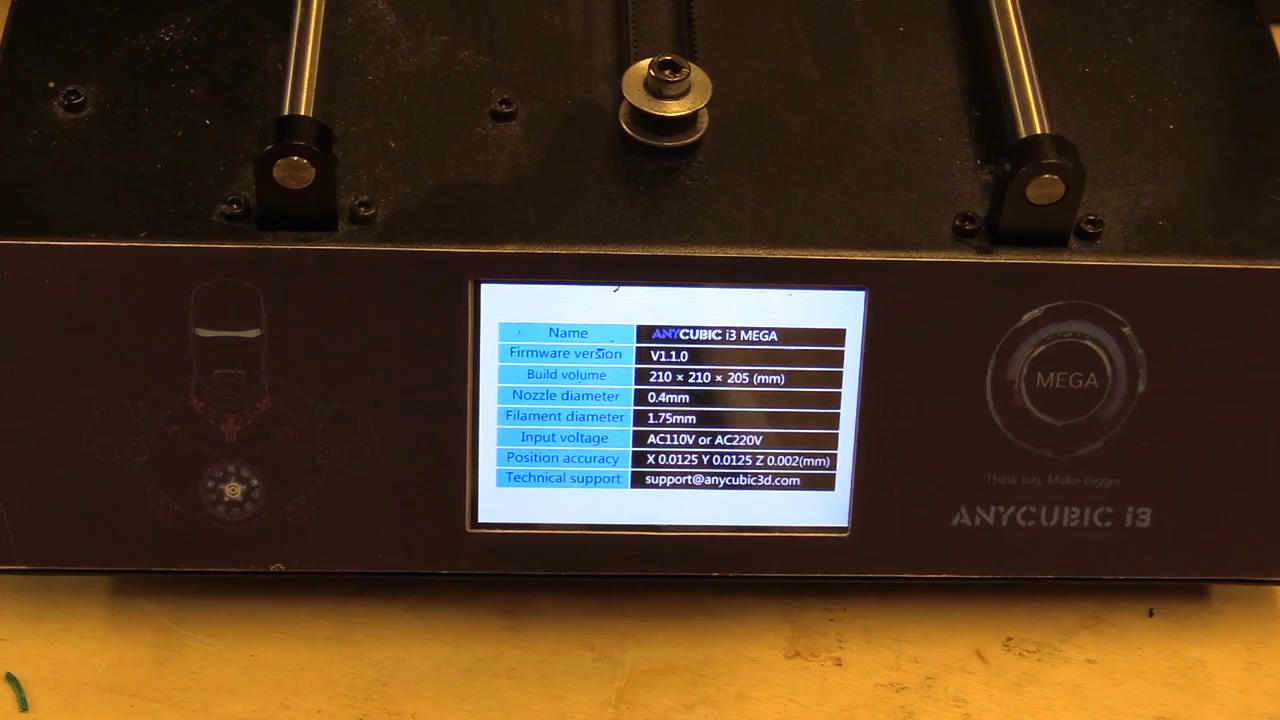 Name ANYCUBIC i3 MEGA
Firmware version V1.1.0
Build volume 210 × 210 × 205 (mm)
Nozzle diameter 0.4mm
Filament diameter 1.75mm
Input voltage AC110V or AC220V
Position accuracy X 0.0125 Y 0.0125 Z 0.002(mm)
Technical support support@anycubic3d.com
MEGA
Think big, Make bigger
ANYCUBIC i3